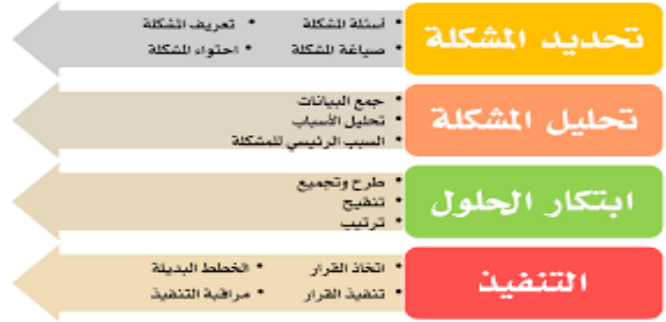 تحديد المشكلة
• أسئلة المشكلة • تعريف المشكلة
• صياغة المشكلة • احتواء المشكلة
تحليل المشكلة
• جمع البيانات
• تحليل الأسباب
• السبب الرئيسي للمشكلة
ابتكار الحلول
• طرح وتجميع
• تنقيح
• ترتيب
التنفيذ
• اتخاذ القرار • الخطط البديلة
• تنفيذ القرار • مراقبة التنفيذ